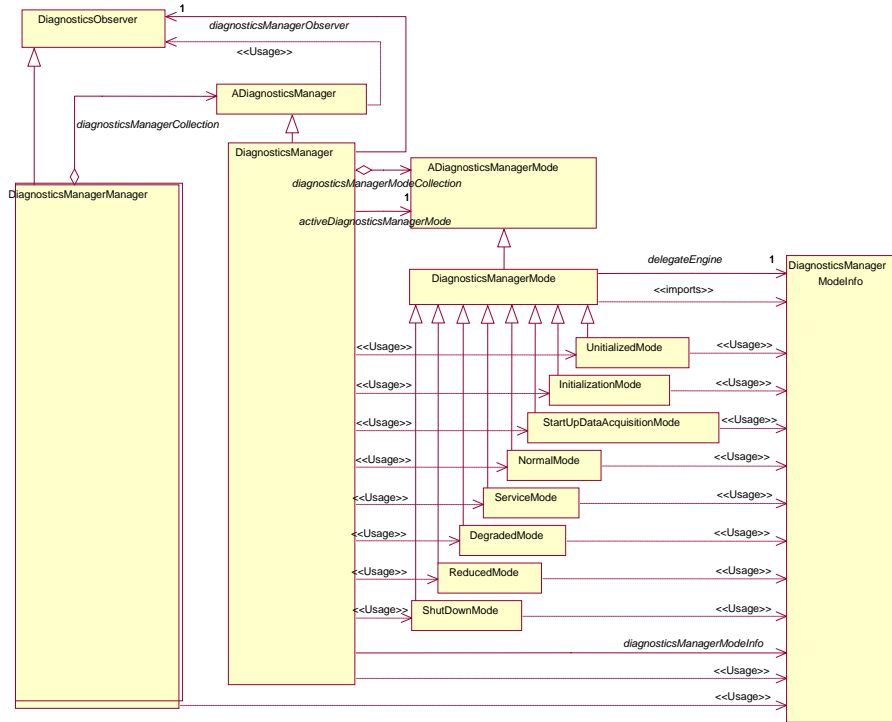 DiagnosticsObserver
1
diagnosticsManagerObserver
<<Usage>>
ADiagnosticsManager
diagnosticsManagerCollection
DiagnosticsManager
ADiagnosticsManagerMode
diagnosticsManagerModeCollection
DiagnosticsManagerManager
1
activeDiagnosticsManagerMode
delegateEngine
1
DiagnosticsManager
ModeInfo
DiagnosticsManagerMode
<<imports>>
<<Usage>>
UnitializedMode
<<Usage>>
<<Usage>>
InitializationMode
<<Usage>>
<<Usage>>
StartUpDataAcquisitionMode
<<Usage>>
<<Usage>>
NormalMode
<<Usage>>
<<Usage>>
ServiceMode
<<Usage>>
<<Usage>>
DegradedMode
<<Usage>>
<<Usage>>
ReducedMode
<<Usage>>
<<Usage>>
ShutDownMode
<<Usage>>
diagnosticsManagerModeInfo
<<Usage>>
<<Usage>>